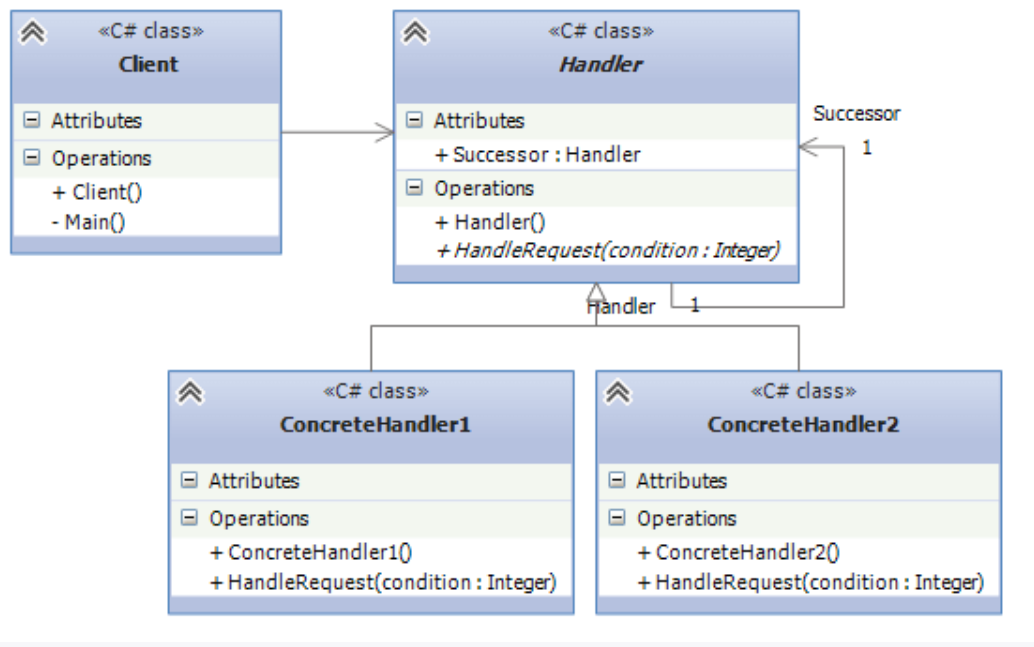 «C# class»
Client
Attributes
Operations
+ Client()
- Main()
«C# class»
Handler
Attributes
+ Successor : Handler
Operations
+ Handler()
+ HandleRequest(condition : Integer)
Successor
1
Handler
1
«C# class»
ConcreteHandler1
Attributes
Operations
+ ConcreteHandler1()
+ HandleRequest(condition : Integer)
«C# class»
ConcreteHandler2
Attributes
Operations
+ ConcreteHandler2()
+ HandleRequest(condition : Integer)